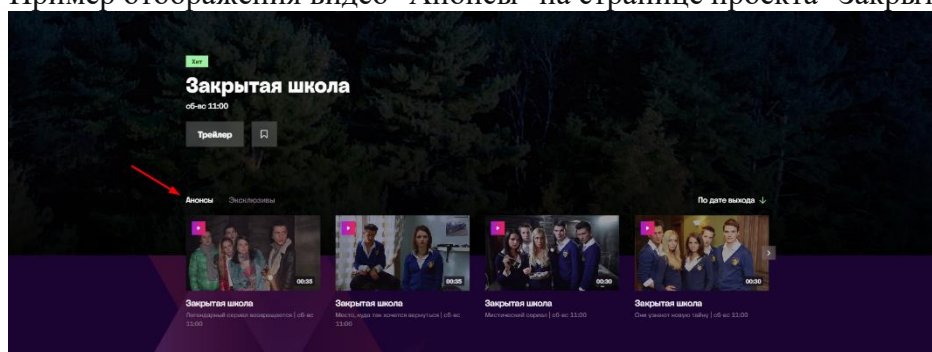 Пример отображения видео "Анонсы" на странице проекта "Закрыт
Хит
Закрытая школа
сб-вс 11:00
Трейлер
Анонсы Эксклюзивы По дате выхода ↓
00:35 00:35 00:30 00:30
Закрытая школа Закрытая школа Закрытая школа Закрытая школа
Легендарный сериал возвращается | сб-вс Место, куда так хочется вернуться | сб-вс Мистический сериал | сб-вс 11:00 Они узнают новую тайну | сб-вс 11:00
11:00 11:00